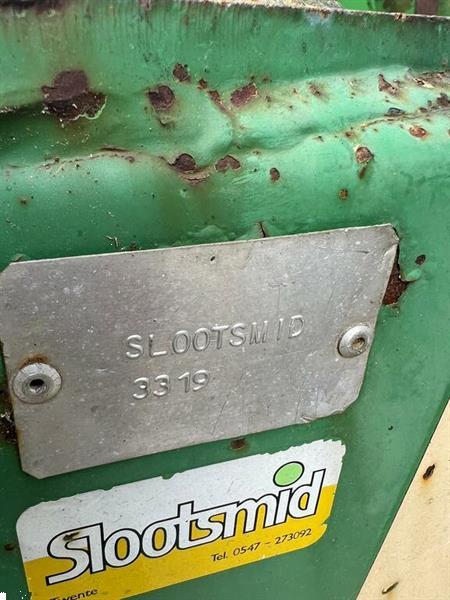 SLOOTSMID
3319
Slootsmid
Tel. 0547 - 273092